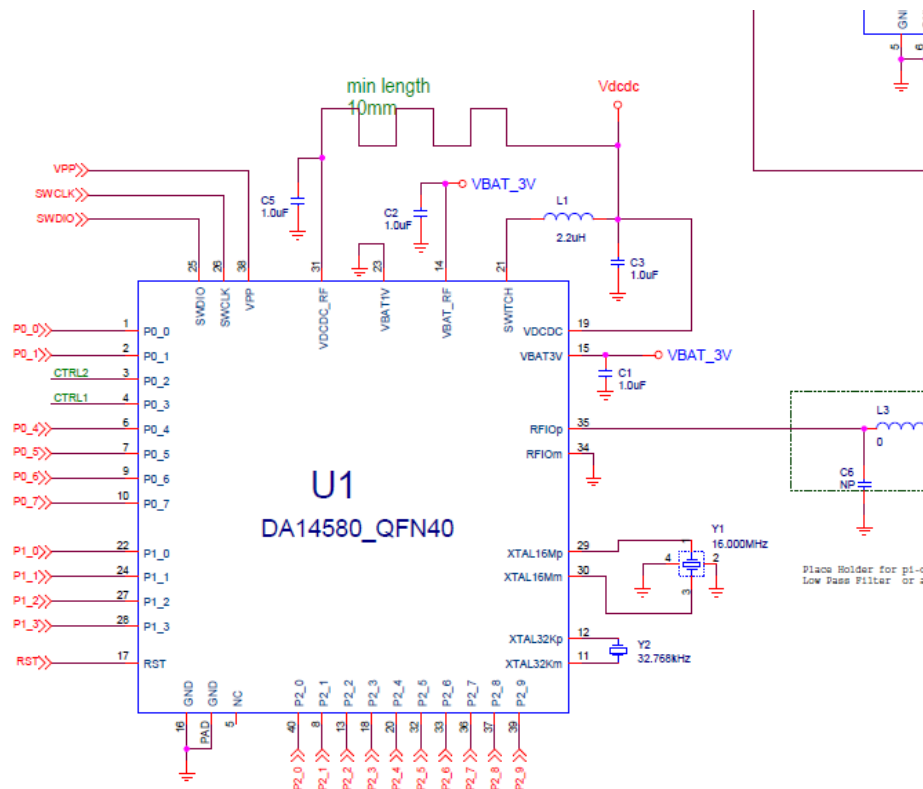 GND
5
6
min length
10mm
Vdcdc
VPP
SWCLK
SWDIO
C5
1.0uF
C2
1.0uF
VBAT_3V
L1
2.2uH
C3
1.0uF
25
26
38
31
23
14
21
SWDIO
SWCLK
VPP
VDCDC_RF
VBAT1V
VBAT_RF
SWITCH
P0_0 1 P0_0
P0_1 2 P0_1
CTRL2 3 P0_2
CTRL1 4 P0_3
P0_4 6 P0_4
P0_5 7 P0_5
P0_6 9 P0_6
P0_7 10 P0_7
P1_0 22 P1_0
P1_1 24 P1_1
P1_2 27 P1_2
P1_3 28 P1_3
RST 17 RST
VDCDC 19
VBAT3V 15 VBAT_3V
C1
1.0uF
RFIOp 35
RFIOm 34
L3
0
C6
NP
U1
DA14580_QFN40
XTAL16Mp 29
XTAL16Mm 30
Y1
16.000MHz
1
4
2
3
Place Holder for pi-
Low Pass Filter or
XTAL32Kp 12
XTAL32Km 11
Y2
32.768kHz
GND
GND
NC
P2_0
P2_1
P2_2
P2_3
P2_4
P2_5
P2_6
P2_7
P2_8
P2_9
16
PAD
5
40
8
13
18
20
32
33
36
37
39
P2_0
P2_1
P2_2
P2_3
P2_4
P2_5
P2_6
P2_7
P2_8
P2_9